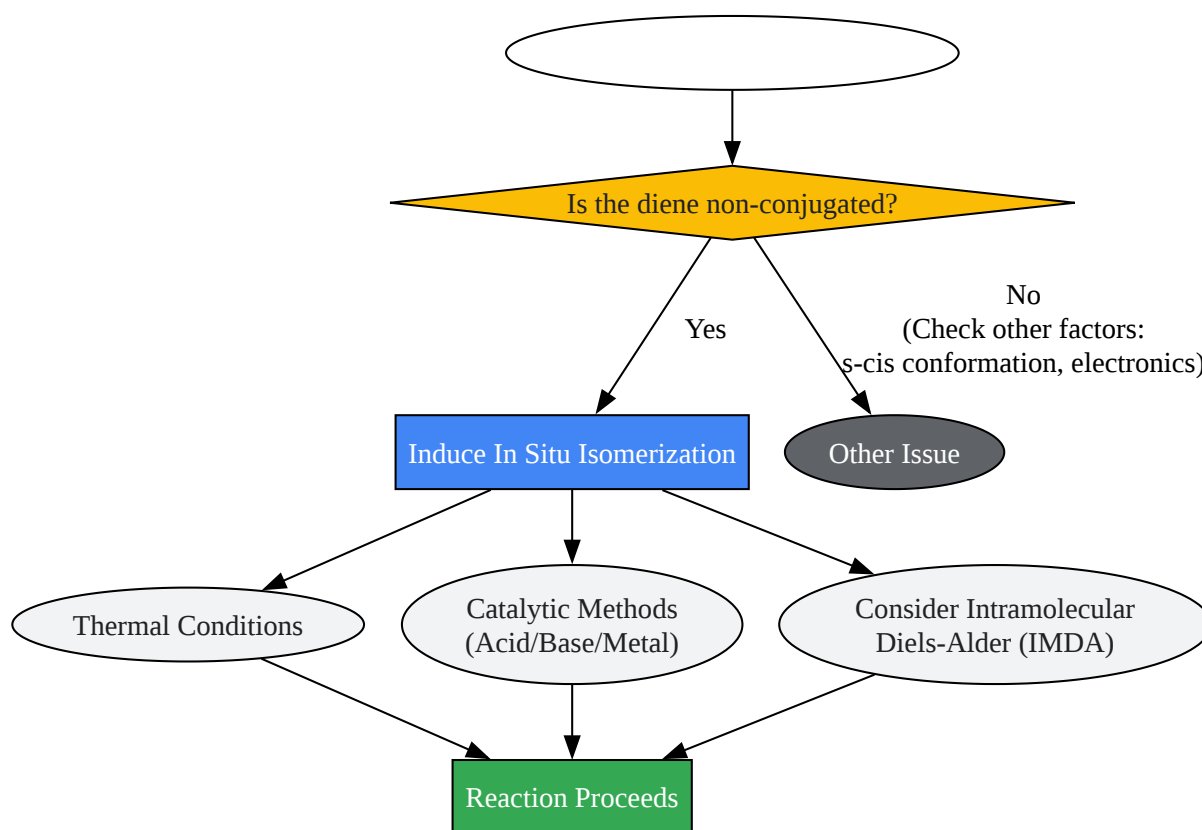 Is the diene non-conjugated?
Yes
No
(Check other factors:
s-cis conformation, electronics)
Induce In Situ Isomerization
Other Issue
Thermal Conditions
Catalytic Methods
(Acid/Base/Metal)
Consider Intramolecular
Diels-Alder (IMDA)
Reaction Proceeds